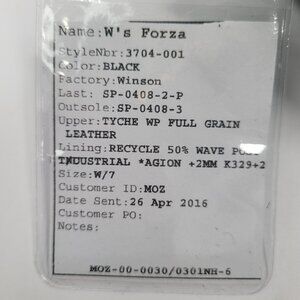 Name:W's Forza
StyleNbr:3704-001
Color:BLACK
Factory:Winson
Last: SP-0408-2-P
Outsole:SP-0408-3
Upper:TYCHE WP FULL GRAIN
LEATHER
Lining:RECYCLE 50% WAVE POLY
INDUSTRIAL *AGION +2MM K329+2
Size:W/7
Customer ID:MOZ
Date Sent:26 Apr 2016
Customer PO:
Notes:
MOZ-00-0030/0301NH-6